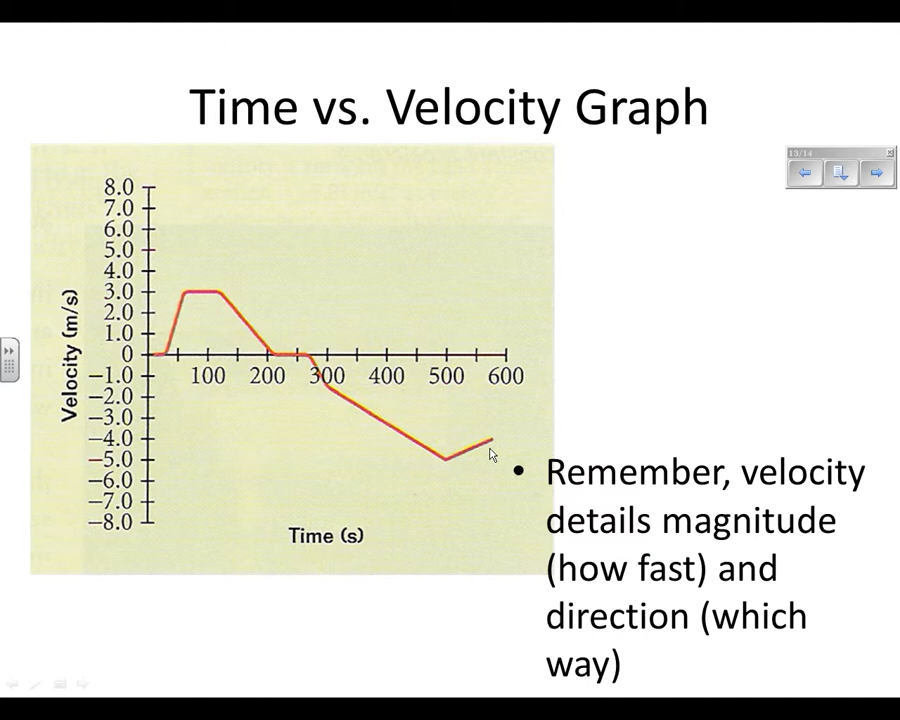 Time vs. Velocity Graph
13/14
8.0
7.0
6.0
5.0
4.0
3.0
2.0
1.0
0
−1.0
−2.0
−3.0
−4.0
−5.0
−6.0
−7.0
−8.0
Velocity (m/s)
100 200 300 400 500 600
Time (s)
• Remember, velocity
details magnitude
(how fast) and
direction (which
way)